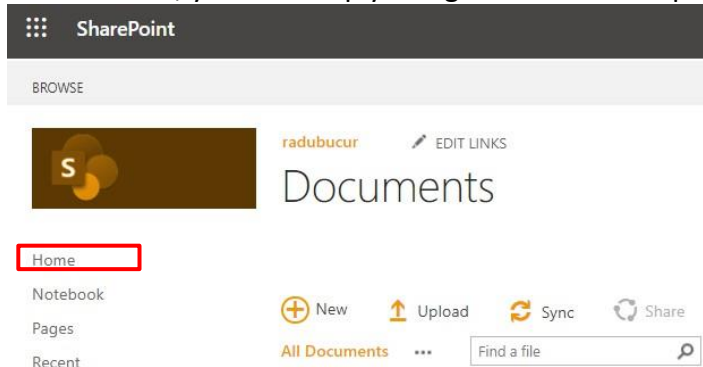 SharePoint
BROWSE
S
radubucur EDIT LINKS
Documents
Home
Notebook
Pages
Recent
New Upload Sync Share
All Documents ... Find a file